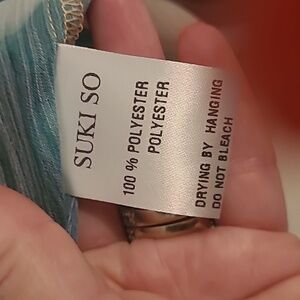 SUKI SO
100 % POLYESTER
POLYESTER
DRYING BY HANGING
DO NOT BLEACH